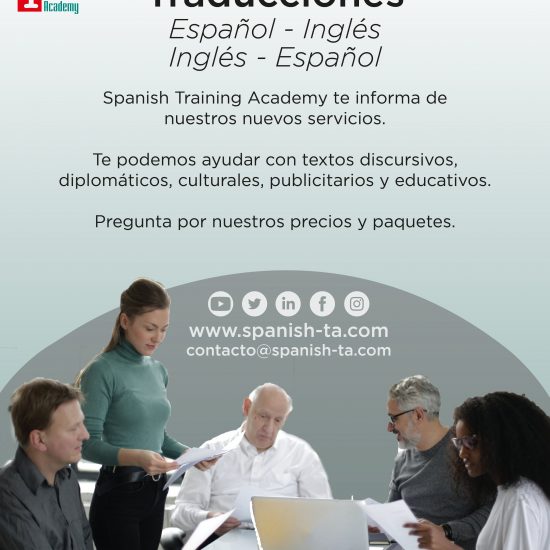 Academy
Traducciones
Español - Inglés
Inglés - Español
Spanish Training Academy te informa de
nuestros nuevos servicios.
Te podemos ayudar con textos discursivos,
diplomáticos, culturales, publicitarios y educativos.
Pregunta por nuestros precios y paquetes.
www.spanish-ta.com
contacto@spanish-ta.com